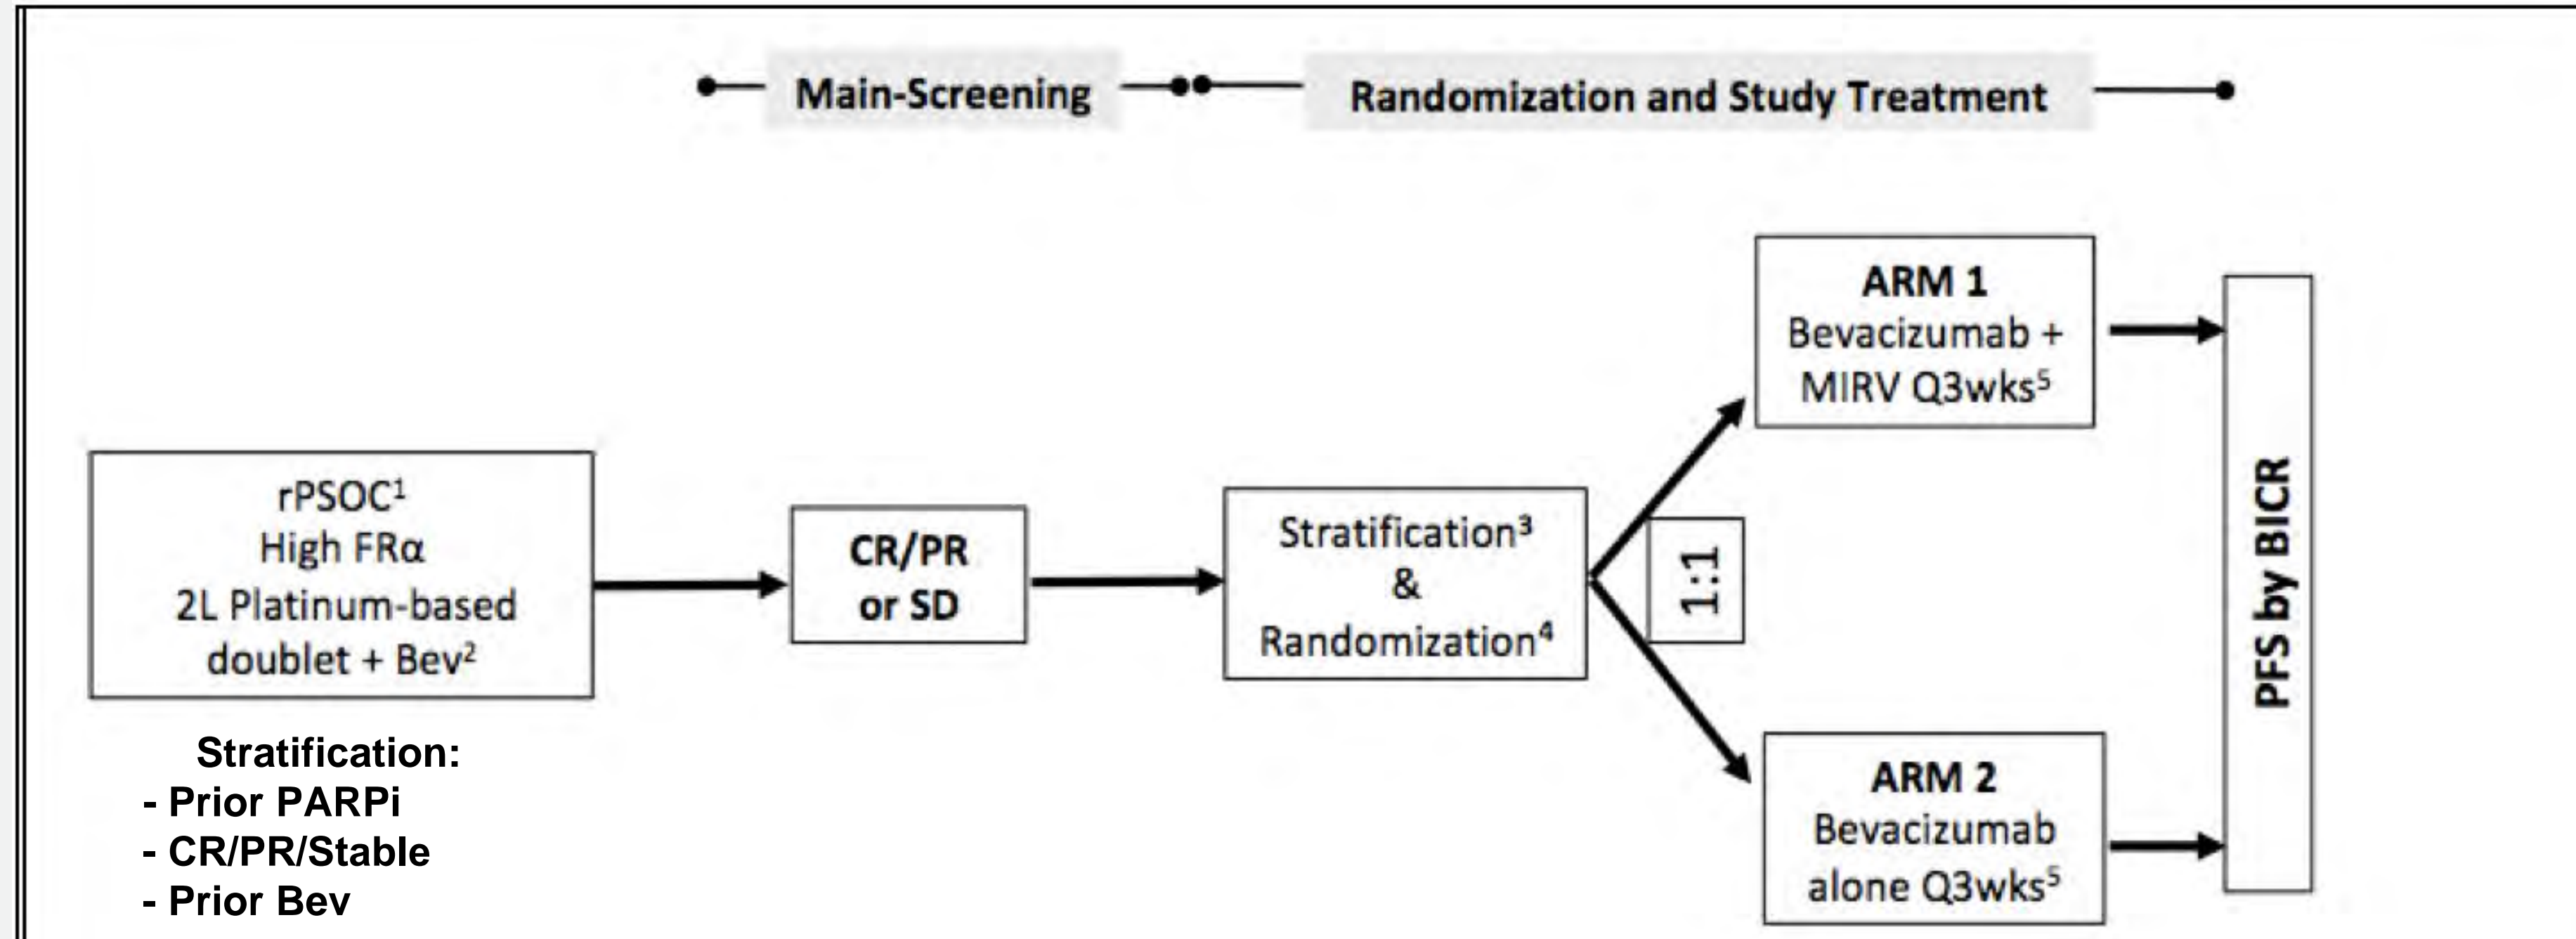 Main-Screening
Randomization and Study Treatment
rPSOC¹
High FRα
2L Platinum-based
doublet + Bev²
CR/PR
or SD
Stratification³
&
Randomization⁴
1:1
ARM 1
Bevacizumab +
MIRV Q3wks⁵
ARM 2
Bevacizumab
alone Q3wks⁵
PFS by BICR
Stratification:
- Prior PARPi
- CR/PR/Stable
- Prior Bev